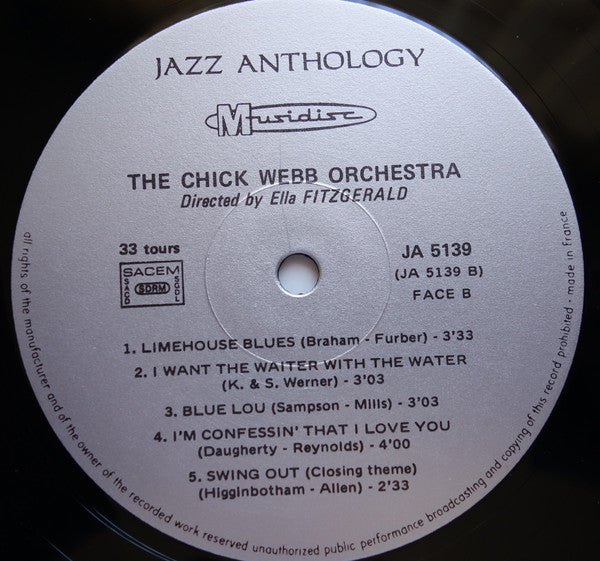 JAZZ ANTHOLOGY
Musidisc
THE CHICK WEBB ORCHESTRA
Directed by Ella FITZGERALD
33 tours
SACEM
SACD
SDRM
SGDL
JA 5139
(JA 5139 B)
FACE B
1. LIMEHOUSE BLUES (Braham - Furber) - 3'33
2. I WANT THE WAITER WITH THE WATER
(K. & S. Werner) - 3'03
3. BLUE LOU (Sampson - Mills) - 3'03
4. I'M CONFESSIN' THAT I LOVE YOU
(Daugherty - Reynolds) - 4'00
5. SWING OUT (Closing theme)
(Higginbotham - Allen) - 2'33
all rights of the manufacturer and of the owner of the recorded work reserved unauthorized public performance broadcasting and copying of this record prohibited - made in France